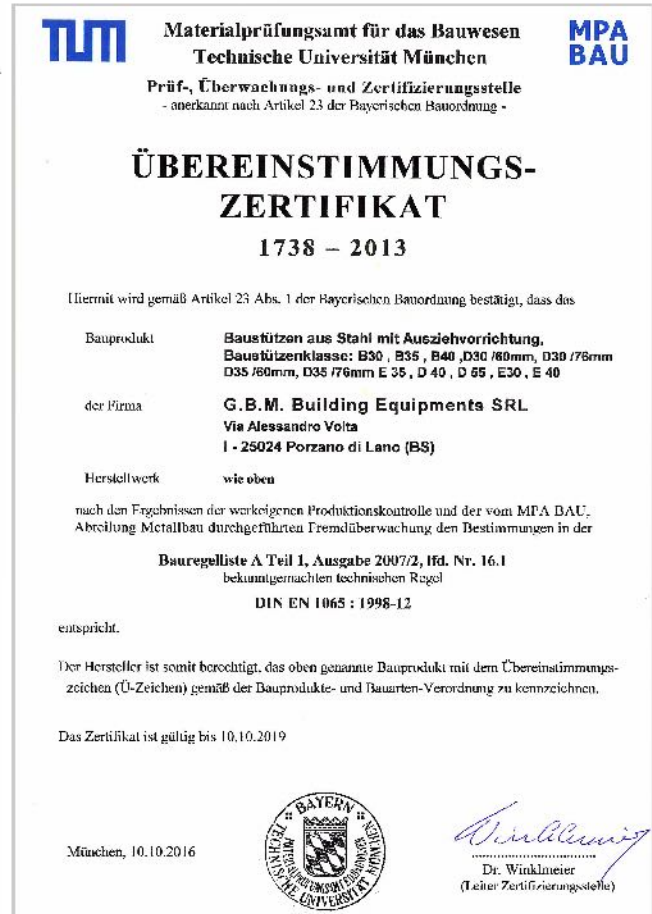 TUM
Materialprüfungsamt für das Bauwesen
Technische Universität München
MPA
BAU
Prüf-, Überwachungs- und Zertifizierungsstelle
- anerkannt nach Artikel 23 der Bayerischen Bauordnung -
ÜBEREINSTIMMUNGS-
ZERTIFIKAT
1738 – 2013
Hiermit wird gemäß Artikel 23 Abs. 1 der Bayerischen Bauordnung bestätigt, dass das
Bauprodukt
Baustützen aus Stahl mit Ausziehvorrichtung,
Baustützenklasse: B30 , B35 , B40 ,D30 /60mm, D30 /76mm
D35 /60mm, D35 /76mm E 35 , D 40 , D 55 , E30 , E 40
der Firma
G.B.M. Building Equipments SRL
Via Alessandro Volta
I - 25024 Porzano di Leno (BS)
Herstellwerk
wie oben
nach den Ergebnissen der werkeigenen Produktionskontrolle und der vom MPA BAU,
Abteilung Metallbau durchgeführten Fremdüberwachung den Bestimmungen in der
Bauregelliste A Teil 1, Ausgabe 2007/2, lfd. Nr. 16.1
bekanntgemachten technischen Regel
DIN EN 1065 : 1998-12
entspricht.
Der Hersteller ist somit berechtigt, das oben genannte Bauprodukt mit dem Übereinstimmungs-
zeichen (Ü-Zeichen) gemäß der Bauprodukte- und Bauarten-Verordnung zu kennzeichnen.
Das Zertifikat ist gültig bis 10.10.2019
München, 10.10.2016
BAYERN
TECHNISCHE UNIVERSITÄT MÜNCHEN
Winklmeier
Dr. Winklmeier
(Leiter Zertifizierungsstelle)